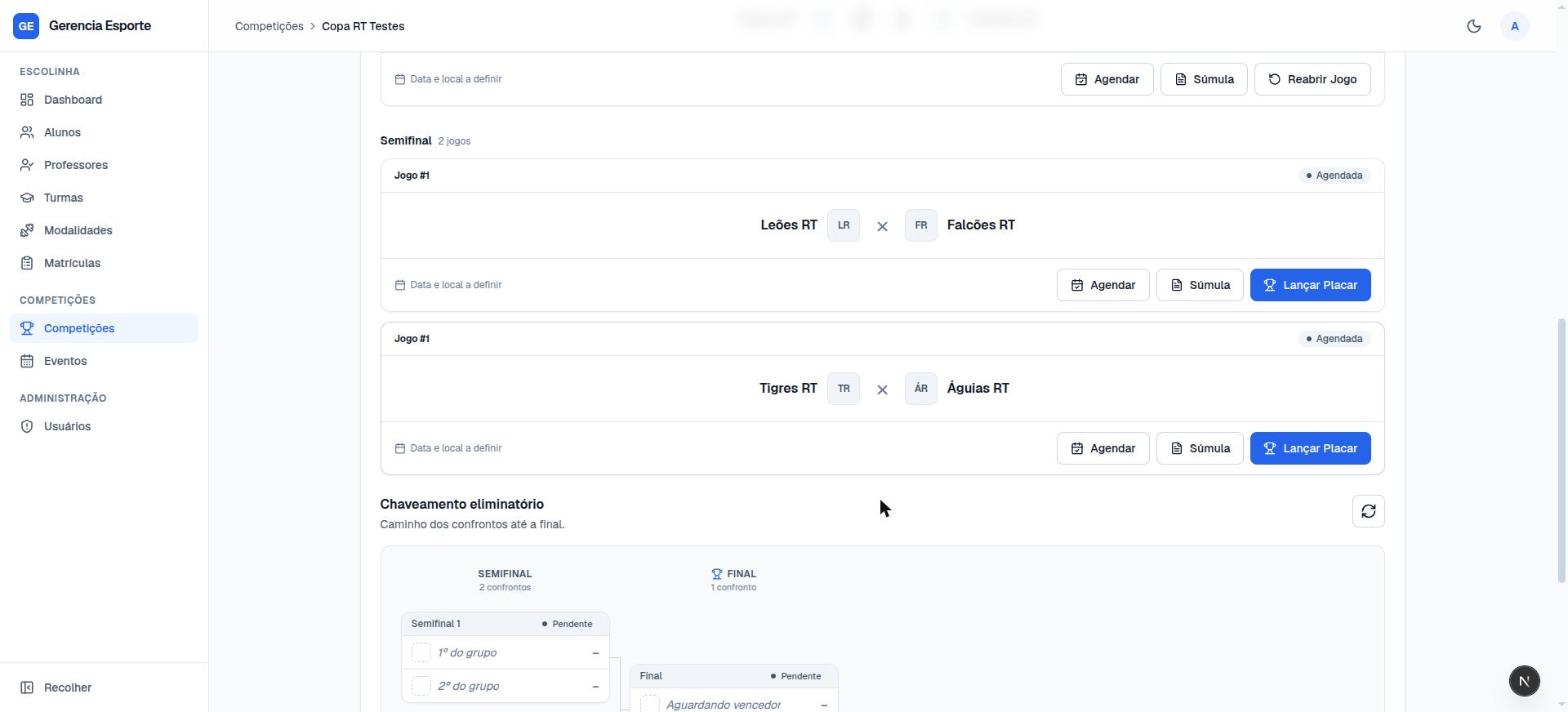 GE Gerencia Esporte
Competições > Copa RT Testes
A
ESCOLINHA
Dashboard
Alunos
Professores
Turmas
Modalidades
Matrículas
COMPETIÇÕES
Competições
Eventos
ADMINISTRAÇÃO
Usuários
Recolher
Data e local a definir
Agendar
Súmula
Reabrir Jogo
Semifinal 2 jogos
Jogo #1
Agendada
Leões RT LR × FR Falcões RT
Data e local a definir
Agendar
Súmula
Lançar Placar
Jogo #1
Agendada
Tigres RT TR × ÁR Águias RT
Data e local a definir
Agendar
Súmula
Lançar Placar
Chaveamento eliminatório
Caminho dos confrontos até a final.
SEMIFINAL
2 confrontos
FINAL
1 confronto
Semifinal 1
Pendente
1º do grupo –
2º do grupo –
Final
Pendente
Aguardando vencedor –
N